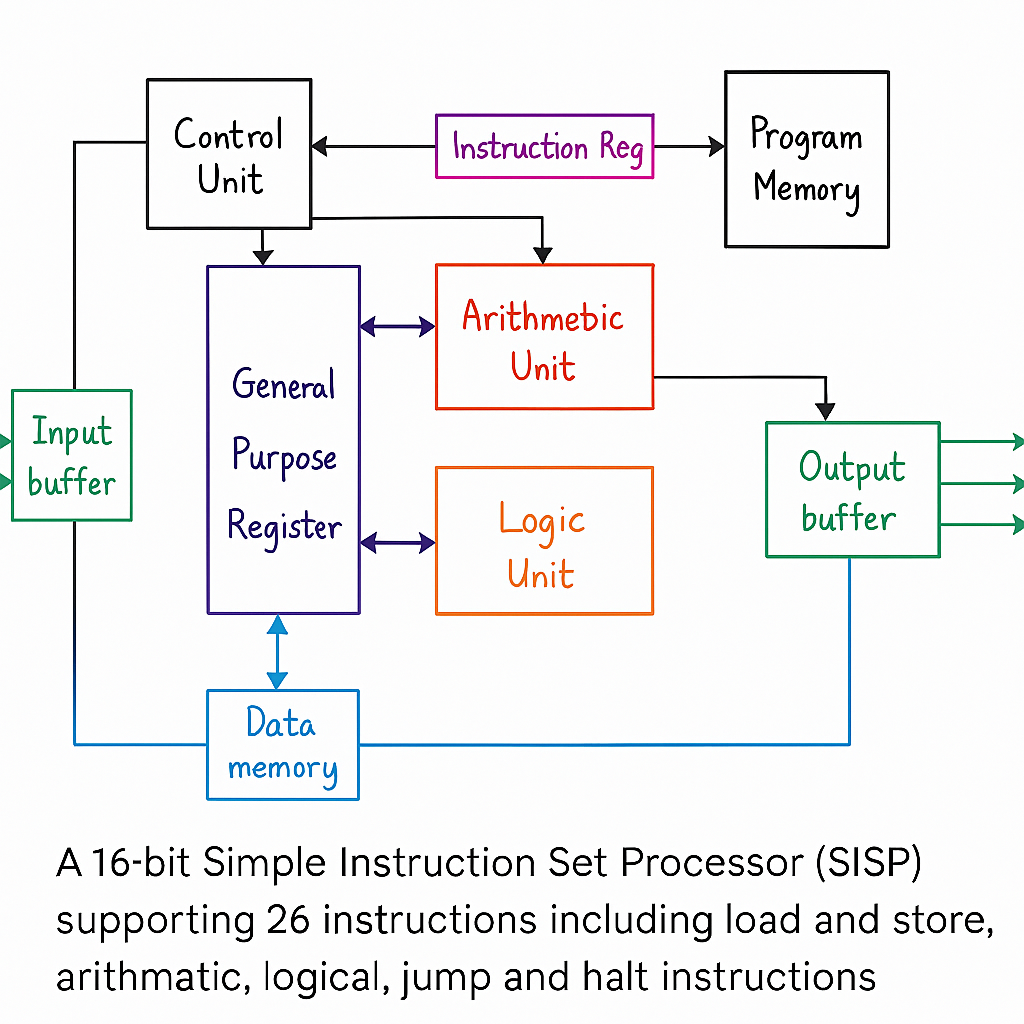 Control
Unit
Instruction Reg
Program
Memory
Arithmebic
Unit
General
Purpose
Register
Input
buffer
Output
buffer
Logic
Unit
Data
memory
A 16-bit Simple Instruction Set Processor (SISP)
supporting 26 instructions including load and store,
arithmatic, logical, jump and halt instructions